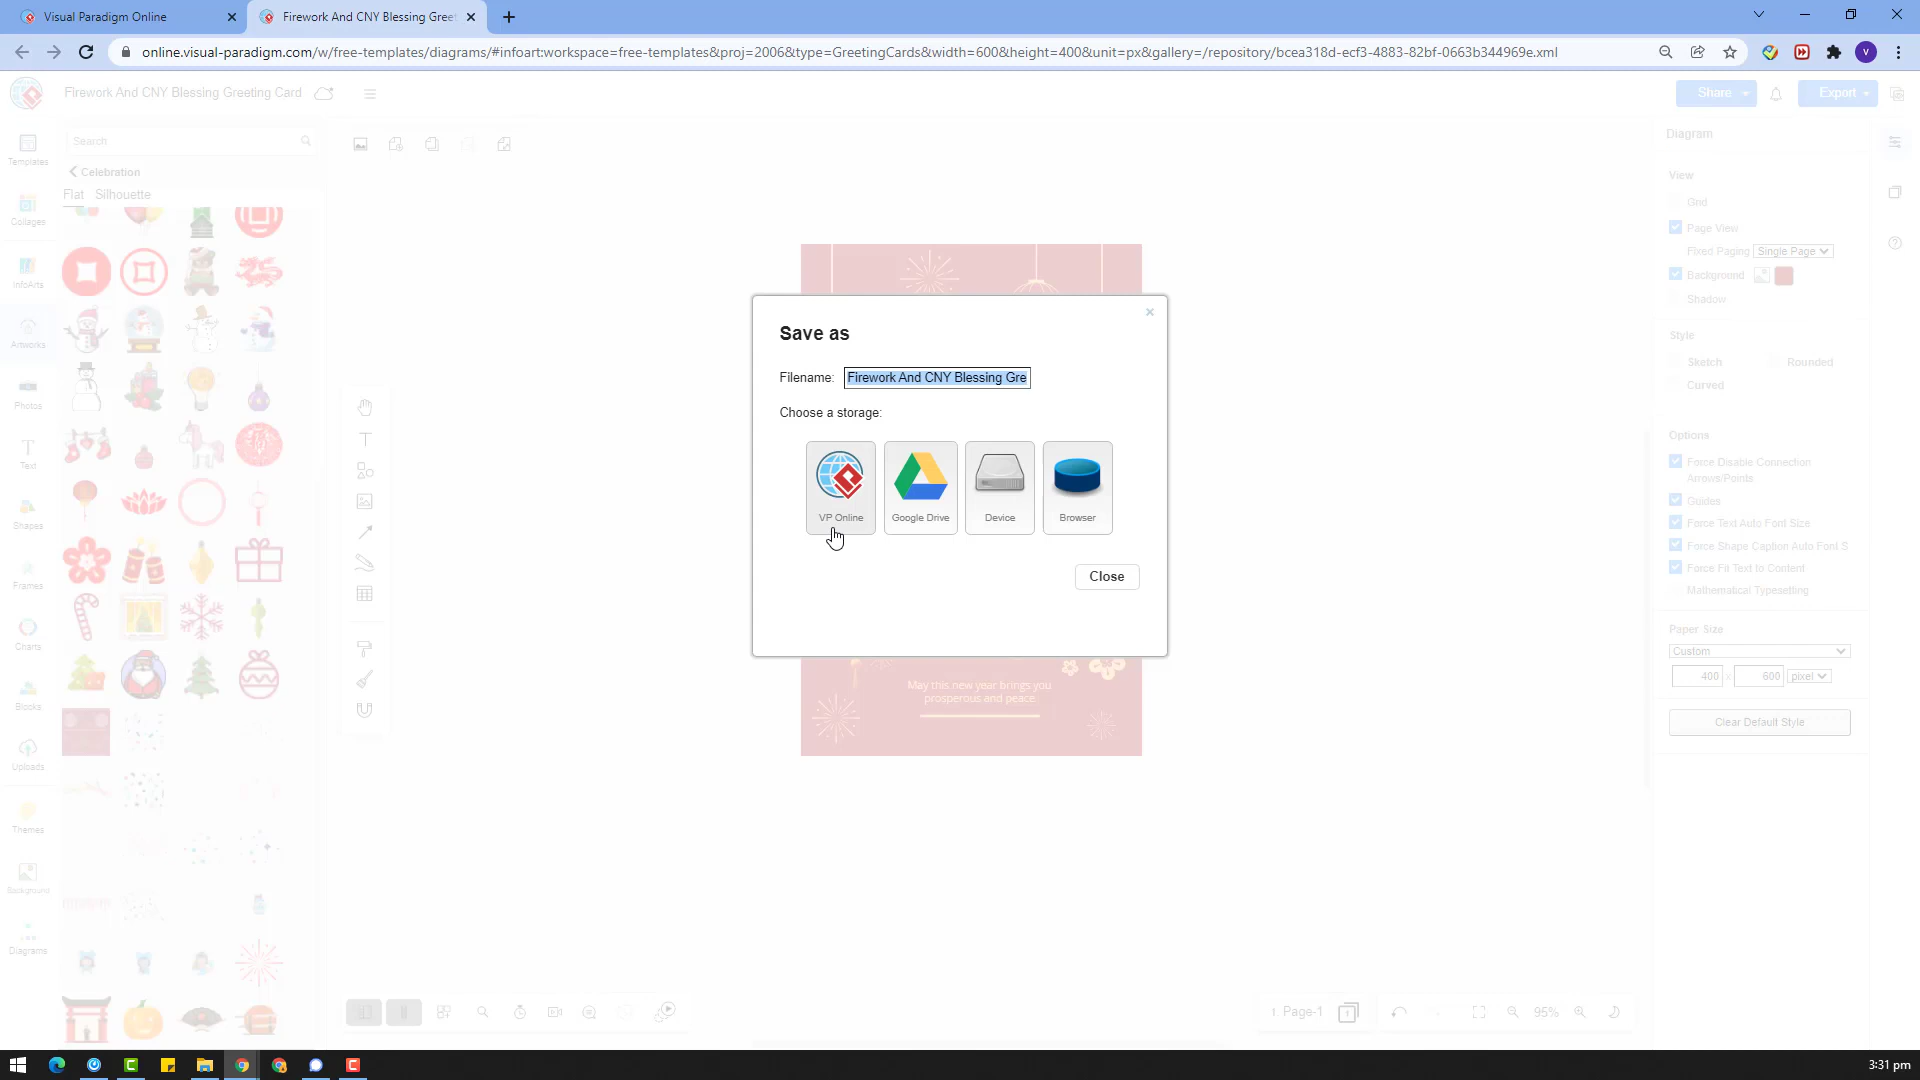 Visual Paradigm Online
Firework And CNY Blessing Greet
online.visual-paradigm.com/w/free-templates/diagrams/#infoart:workspace=free-templates&proj=2006&type=GreetingCards&width=600&height=400&unit=px&gallery=/repository/bcea318d-ecf3-4883-82bf-0663b344969e.xml
V
Firework And CNY Blessing Greeting Card
Share
Export
Search
Celebration
Flat Silhouette
Templates
Collages
InfoArts
Artworks
Photos
Text
Shapes
Frames
Charts
Blocks
Uploads
Themes
Background
Diagrams
Save as
Filename: Firework And CNY Blessing Gre
Choose a storage:
VP Online
Google Drive
Device
Browser
Close
May this new year brings you
prosperous and peace
Diagram
View
Grid
Page View
Fixed Paging Single Page
Background
Shadow
Style
Sketch Rounded
Curved
Options
Force Disable Connection
Arrows/Points
Guides
Force Text Auto Font Size
Force Shape Caption Auto Font S
Force Fit Text to Content
Mathematical Typesetting
Paper Size
Custom
400 x 600 pixel
Clear Default Style
1. Page-1
1
95%
3:31 pm